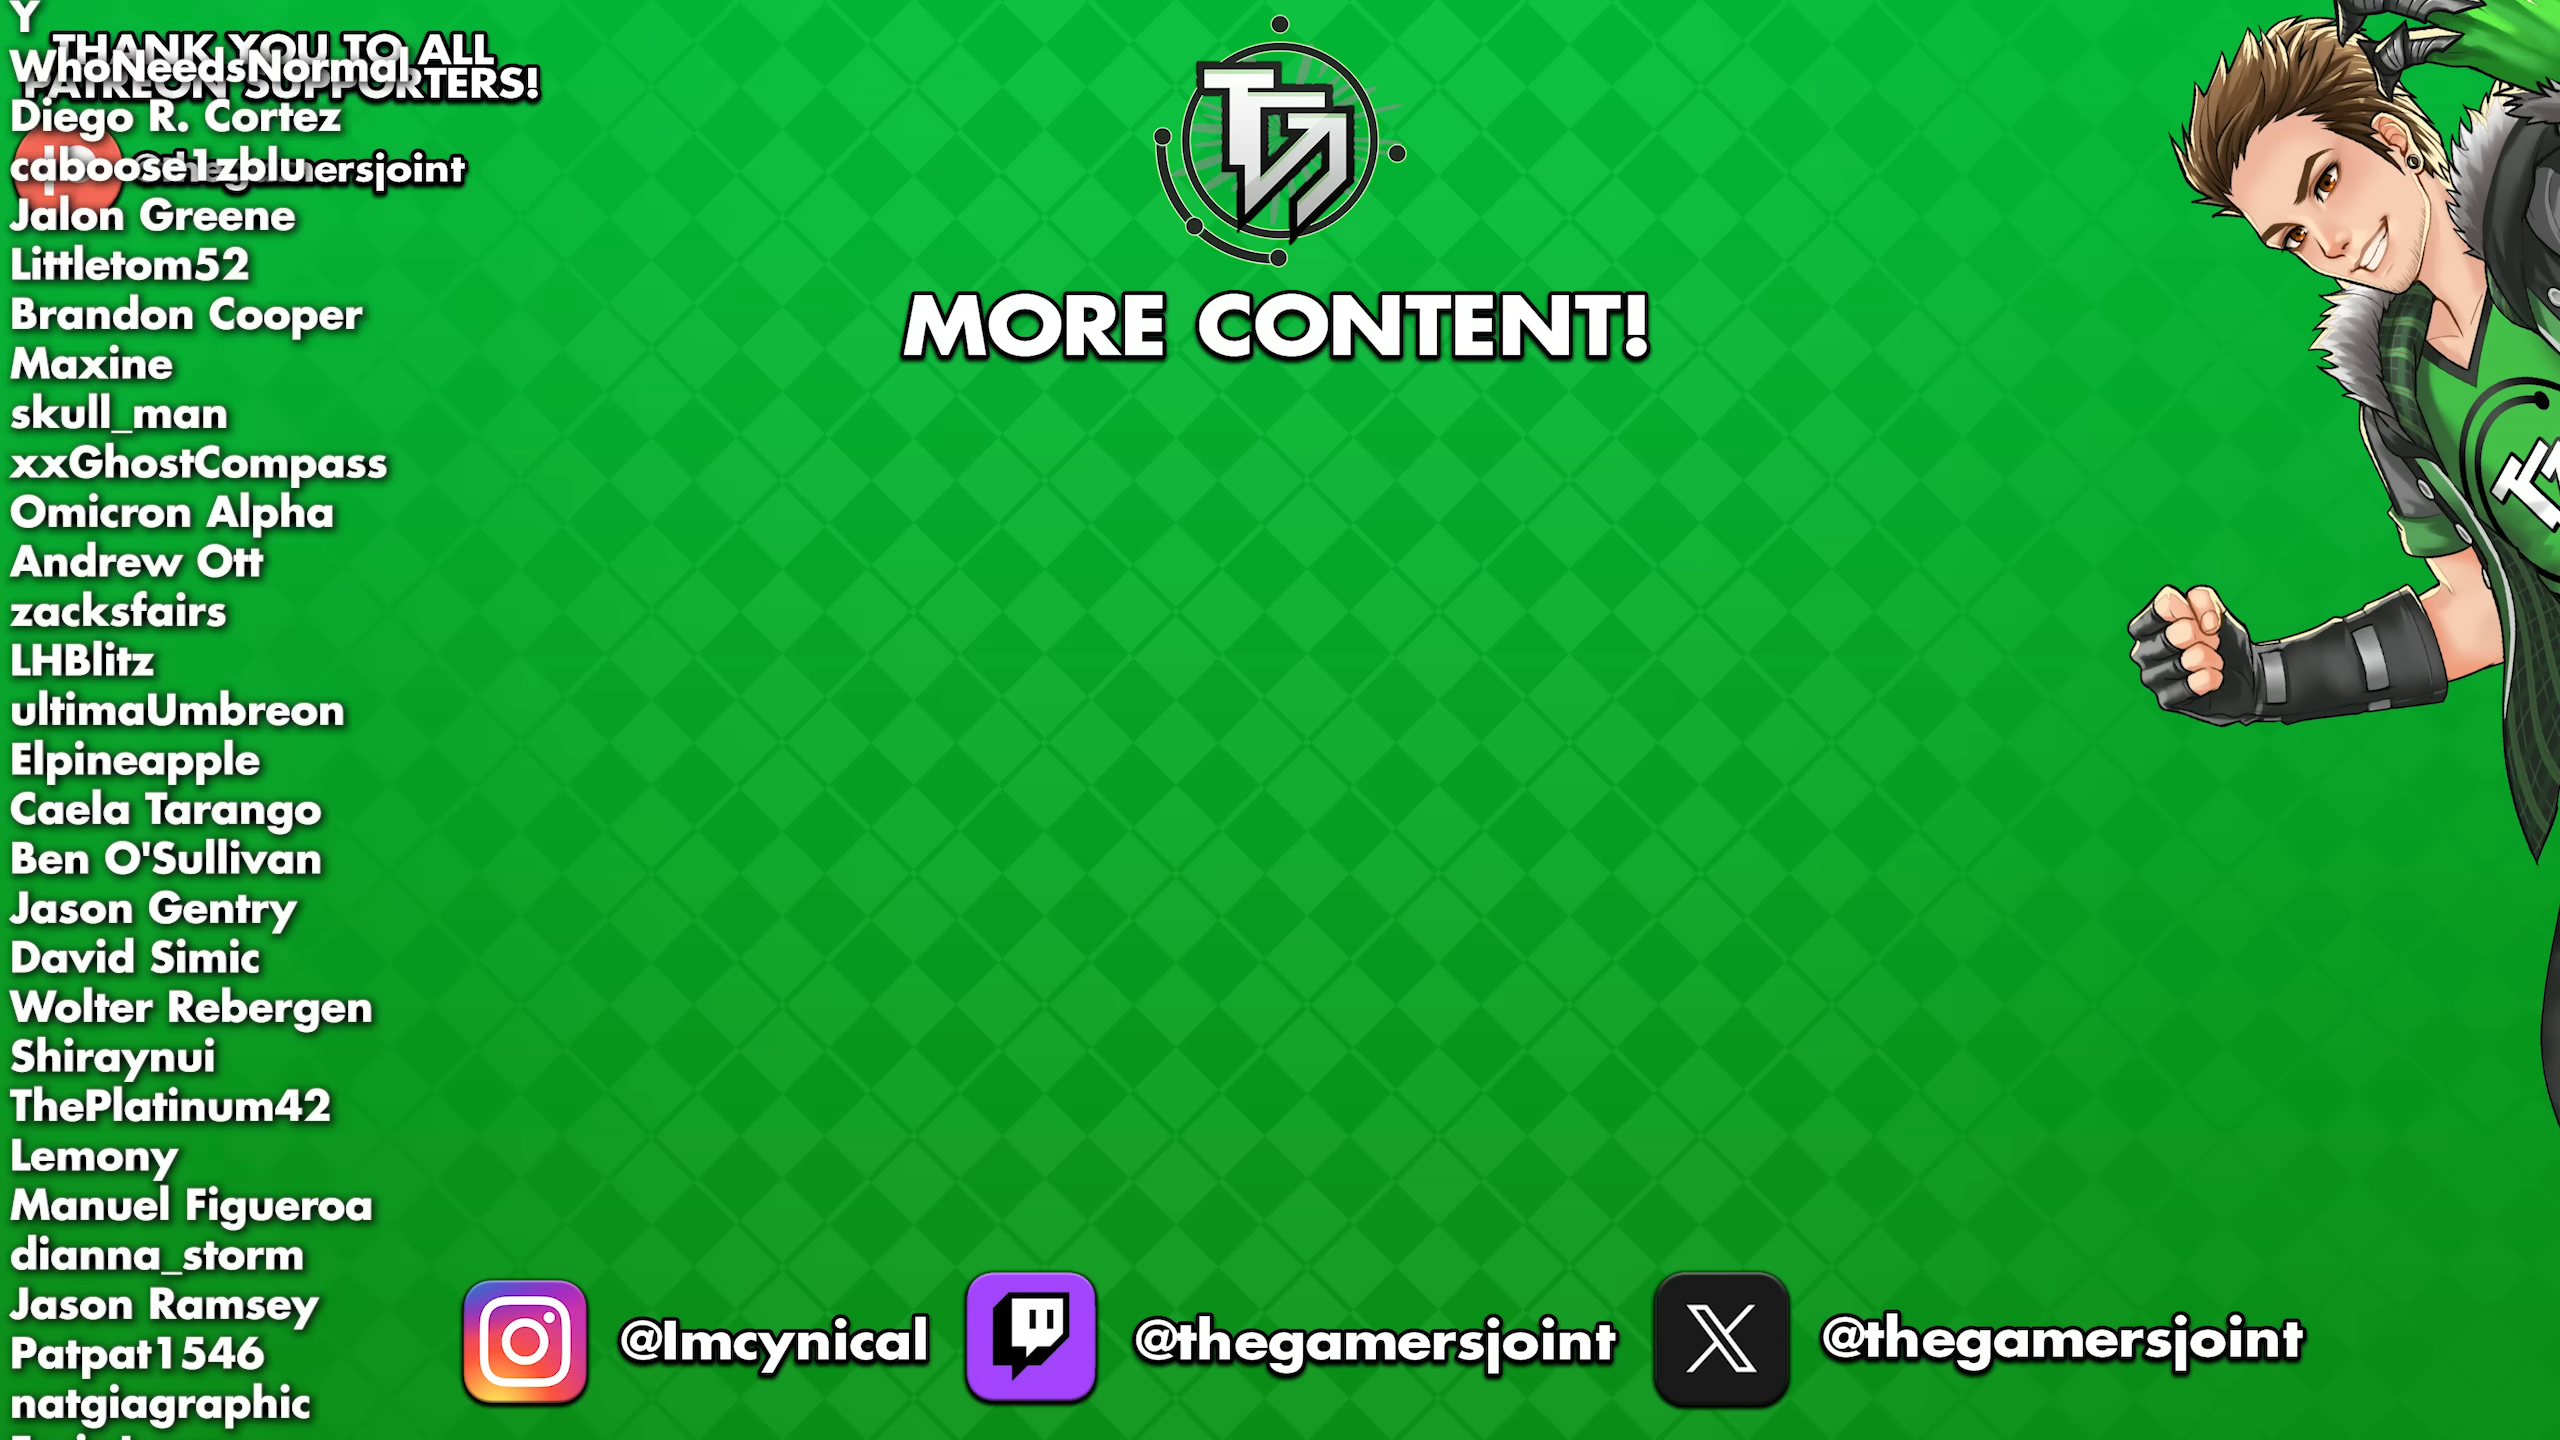 Y
THANK YOU TO ALL
WhoNeedsNormal
PATREON SUPPORTERS!
Diego R. Cortez
caboose1zblu
@thegamersjoint
Jalon Greene
Littletom52
Brandon Cooper
Maxine
skull_man
xxGhostCompass
Omicron Alpha
Andrew Ott
zacksfairs
LHBlitz
ultimaUmbreon
Elpineapple
Caela Tarango
Ben O'Sullivan
Jason Gentry
David Simic
Wolter Rebergen
Shiraynui
ThePlatinum42
Lemony
Manuel Figueroa
dianna_storm
Jason Ramsey
Patpat1546
natgiagraphic
TGJ
MORE CONTENT!
@Imcynical
@thegamersjoint
@thegamersjoint